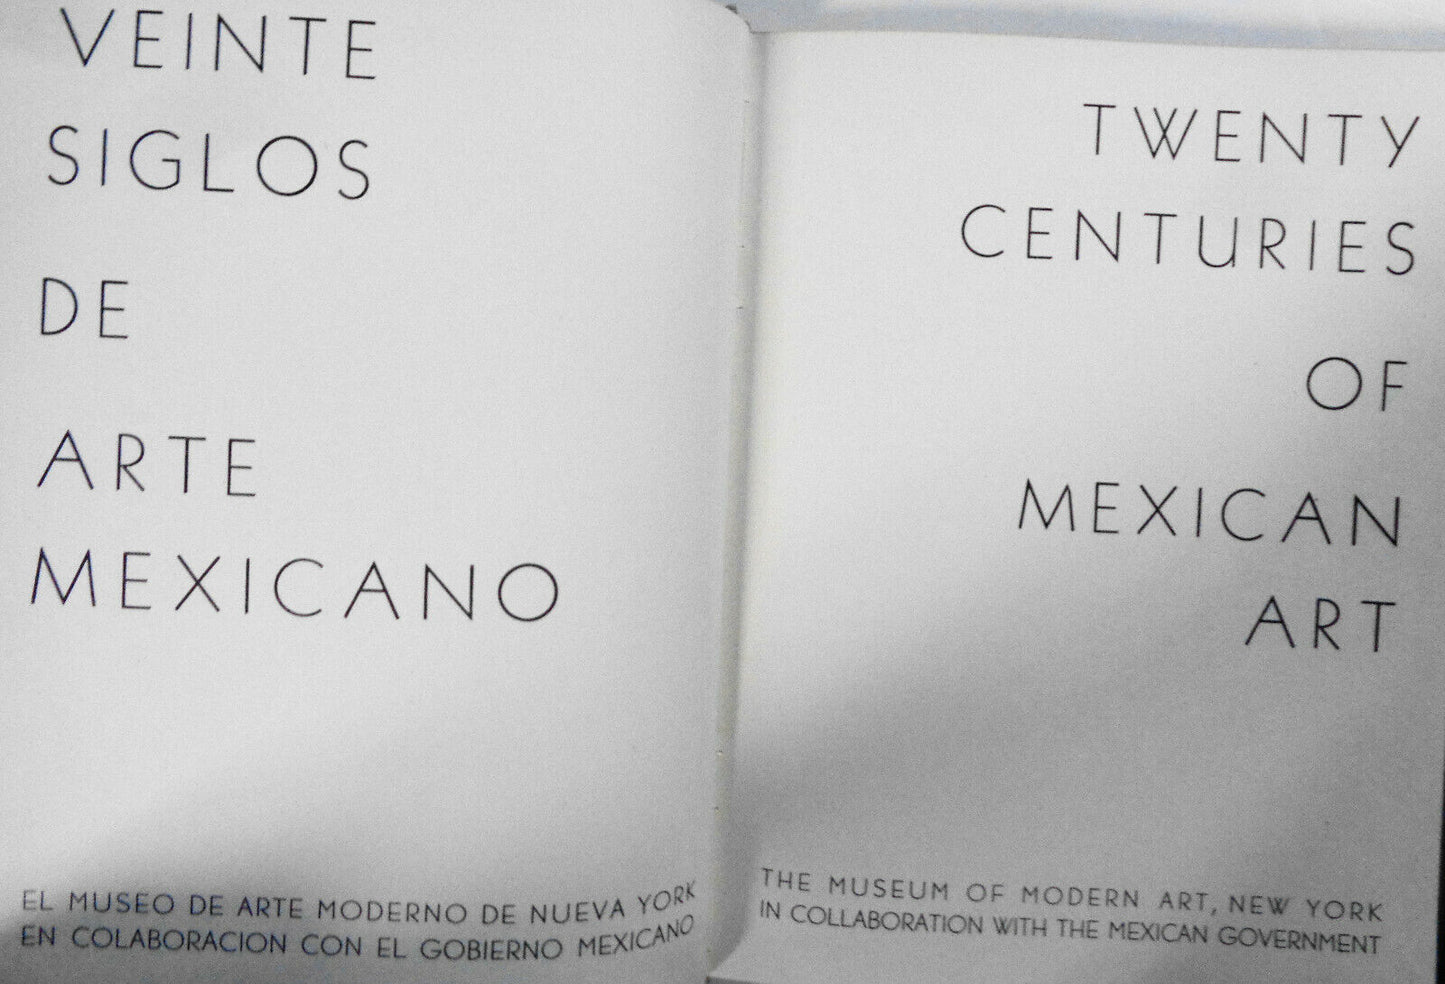 VEINTE
SIGLOS
DE
ARTE
MEXICANO
EL MUSEO DE ARTE MODERNO DE NUEVA YORK
EN COLABORACION CON EL GOBIERNO MEXICANO
TWENTY
CENTURIES
OF
MEXICAN
ART
THE MUSEUM OF MODERN ART, NEW YORK
IN COLLABORATION WITH THE MEXICAN GOVERNMENT